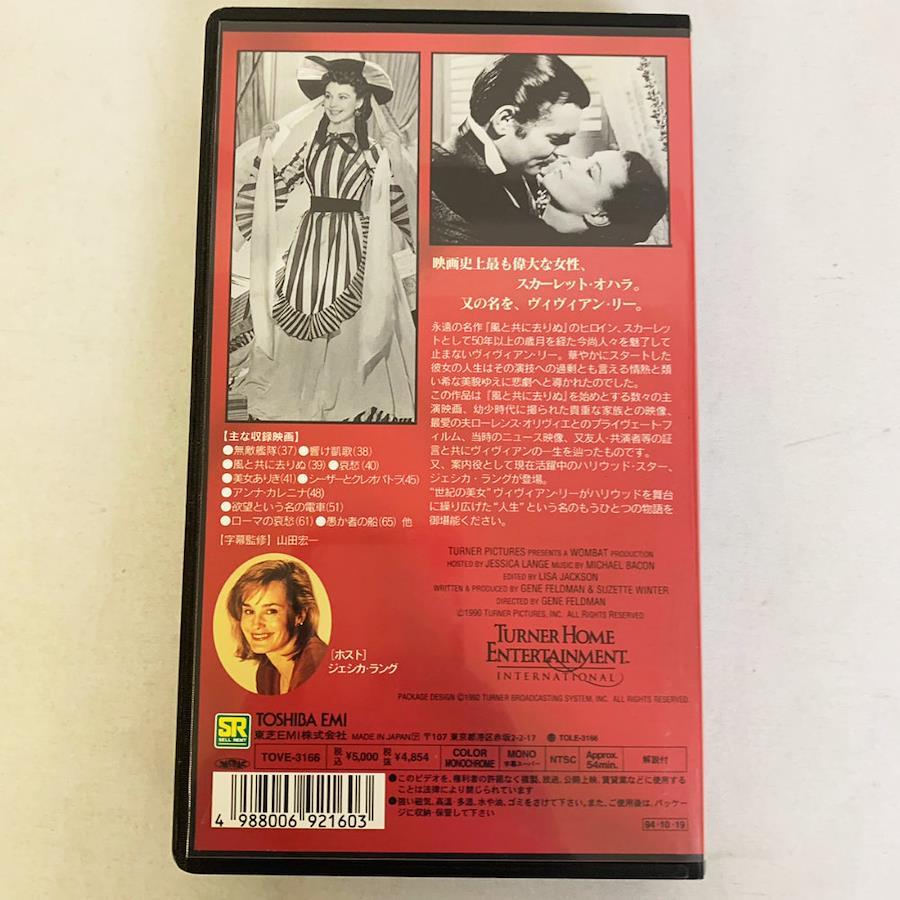 映画史上最も偉大な女性、
スカーレット・オハラ。
又の名を、ヴィヴィアン・リー。
永遠の名作『風と共に去りぬ』のヒロイン、スカーレッ
トとして50年以上の歳月を経た今尚人々を魅了して
止まないヴィヴィアン・リー。華やかにスタートした
彼女の人生はその演技への過剰とも言える情熱と類
い希な美貌ゆえに悲劇へと導かれたのでした。
この作品は『風と共に去りぬ』を始めとする数々の主
演映画、幼少時代に撮られた貴重な家族との映像、
最愛の夫ローレンス・オリヴィエとのプライヴェートフ
ィルム、当時のニュース映像、又友人・共演者等の証
言と共にヴィヴィアンの一生を辿ったものです。
又、案内役として現在活躍中のハリウッド・スター、
ジェシカ・ラングが登場。
“世紀の美女”ヴィヴィアン・リーがハリウッドを舞台
に繰り広げた“人生”という名のもうひとつの物語を
御堪能ください。
【主な収録映画】
●無敵艦隊(37) ●響け凱歌(38)
●風と共に去りぬ(39) ●哀愁(40)
●美女ありき(41) ●シーザーとクレオパトラ(45)
●アンナ・カレニナ(48)
●欲望という名の電車(51)
●ローマの哀愁(61) ●愚か者の船(65) 他
【字幕監修】山田宏一
[ホスト]
ジェシカ・ラング
TURNER PICTURES PRESENTS A WOMBAT PRODUCTION
HOSTED BY JESSICA LANGE MUSIC BY MICHAEL BACON
EDITED BY LISA JACKSON
WRITTEN & PRODUCED BY GENE FELDMAN & SUZETTE WINTER
DIRECTED BY GENE FELDMAN
©1990 TURNER PICTURES, INC. ALL RIGHTS RESERVED
TURNER HOME
ENTERTAINMENT
INTERNATIONAL
PACKAGE DESIGN ©1992 TURNER BROADCASTING SYSTEM, INC. ALL RIGHTS RESERVED.
SR
SELL RENT
TOSHIBA EMI
東芝EMI株式会社 MADE IN JAPAN 〒107 東京都港区赤坂2-2-17 TOLE-3166
TOVE-3166 税込 ¥5,000 税抜 ¥4,854 COLOR MONOCHROME MONO 字幕スーパー NTSC Approx. 54min. 解説付
●このビデオを、権利者の許諾なく複製、放送、公開上映、賃貸業などに使用する
ことは法律により禁じられています
●強い磁気、高温・多湿、水や油、ゴミをさけて下さい。また、ご使用後は、パッケー
ジに収納・保管して下さい
4 988006 921603
94・10・19